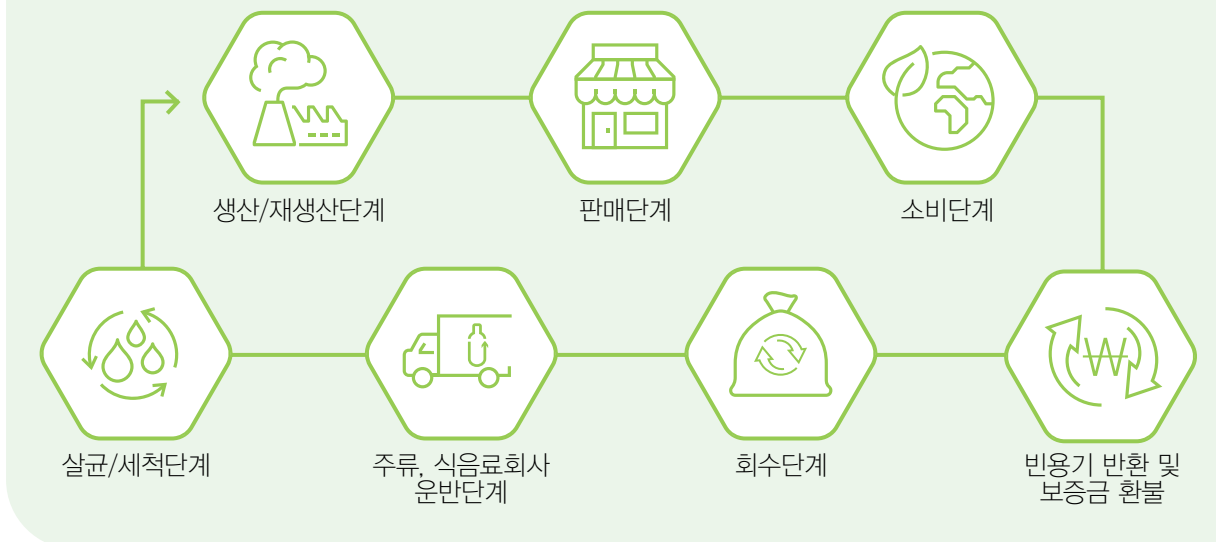 생산/재생산단계
판매단계
소비단계
살균/세척단계
주류, 식음료회사
운반단계
회수단계
빈용기 반환 및
보증금 환불